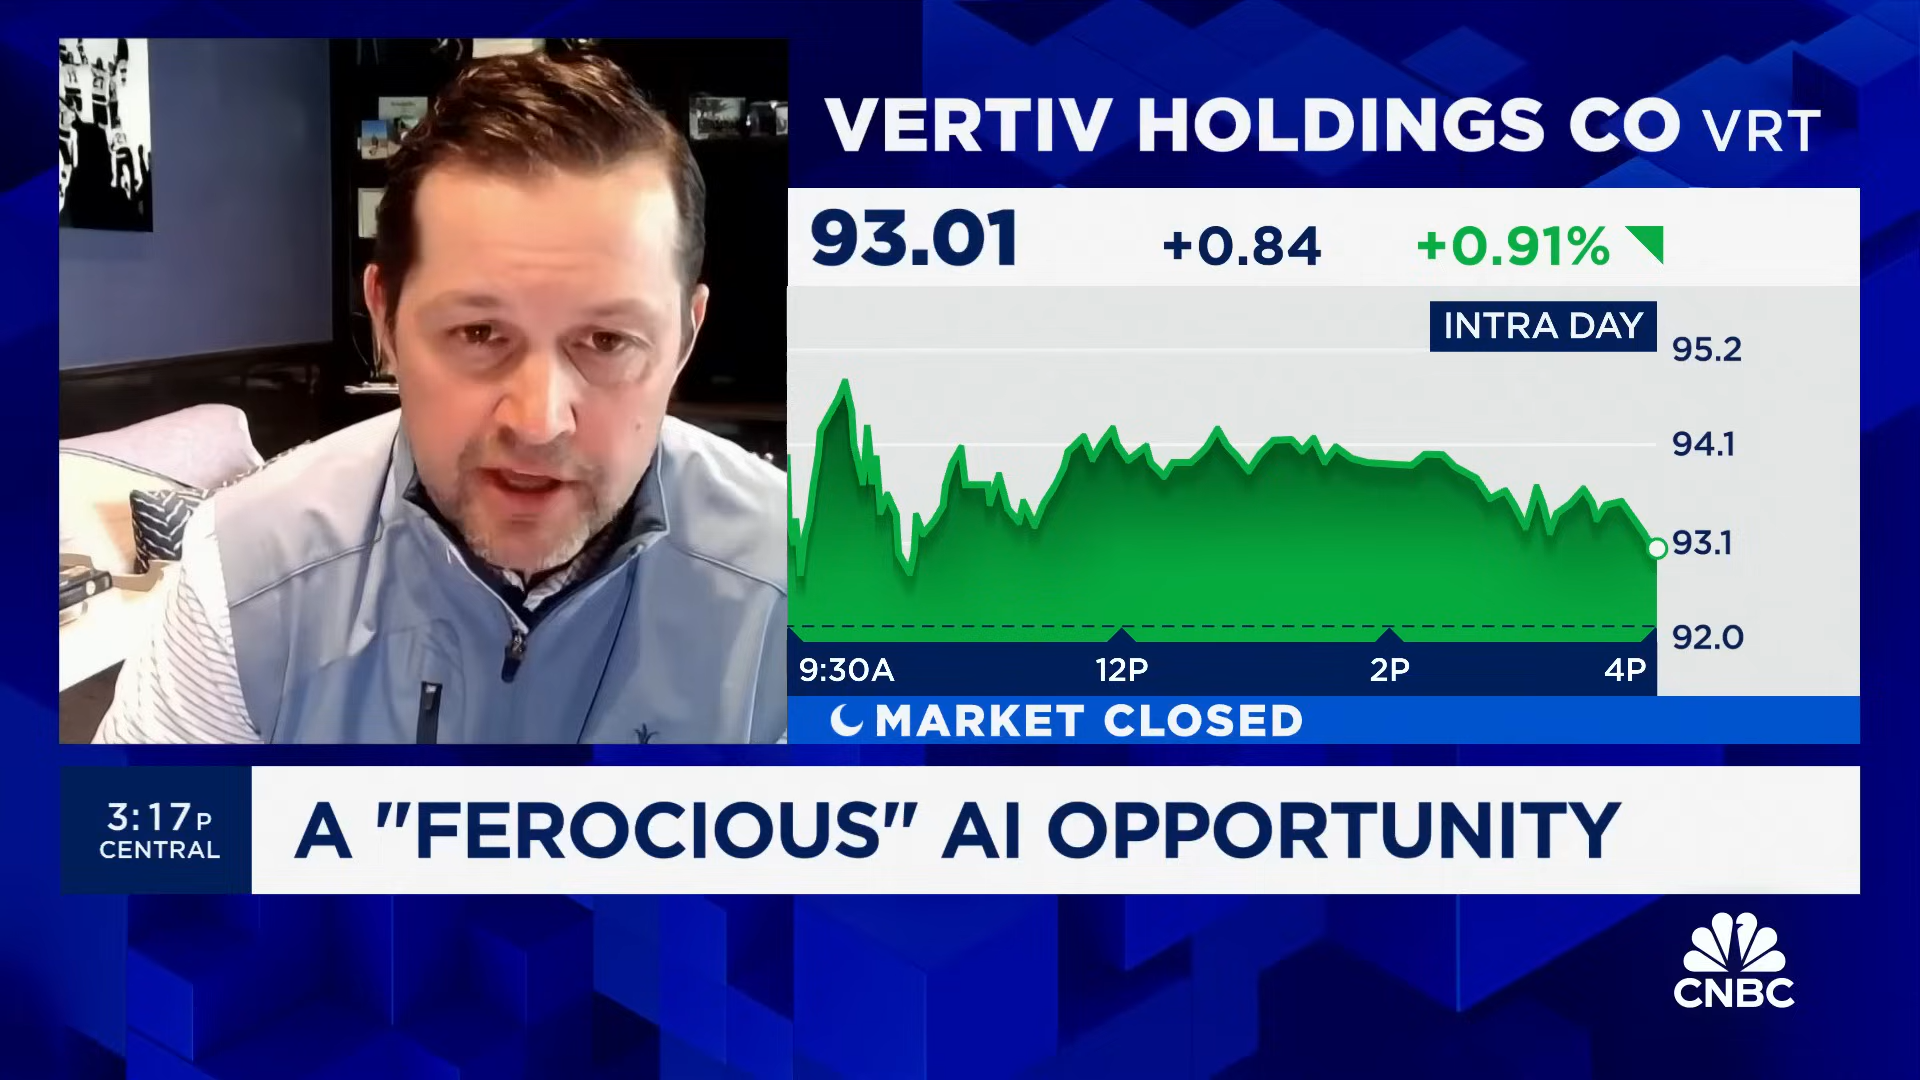 VERTIV HOLDINGS CO VRT
93.01 +0.84 +0.91%
INTRA DAY
95.2
94.1
93.1
92.0
9:30A 12P 2P 4P
MARKET CLOSED
3:17P
CENTRAL
A "FEROCIOUS" AI OPPORTUNITY
CNBC